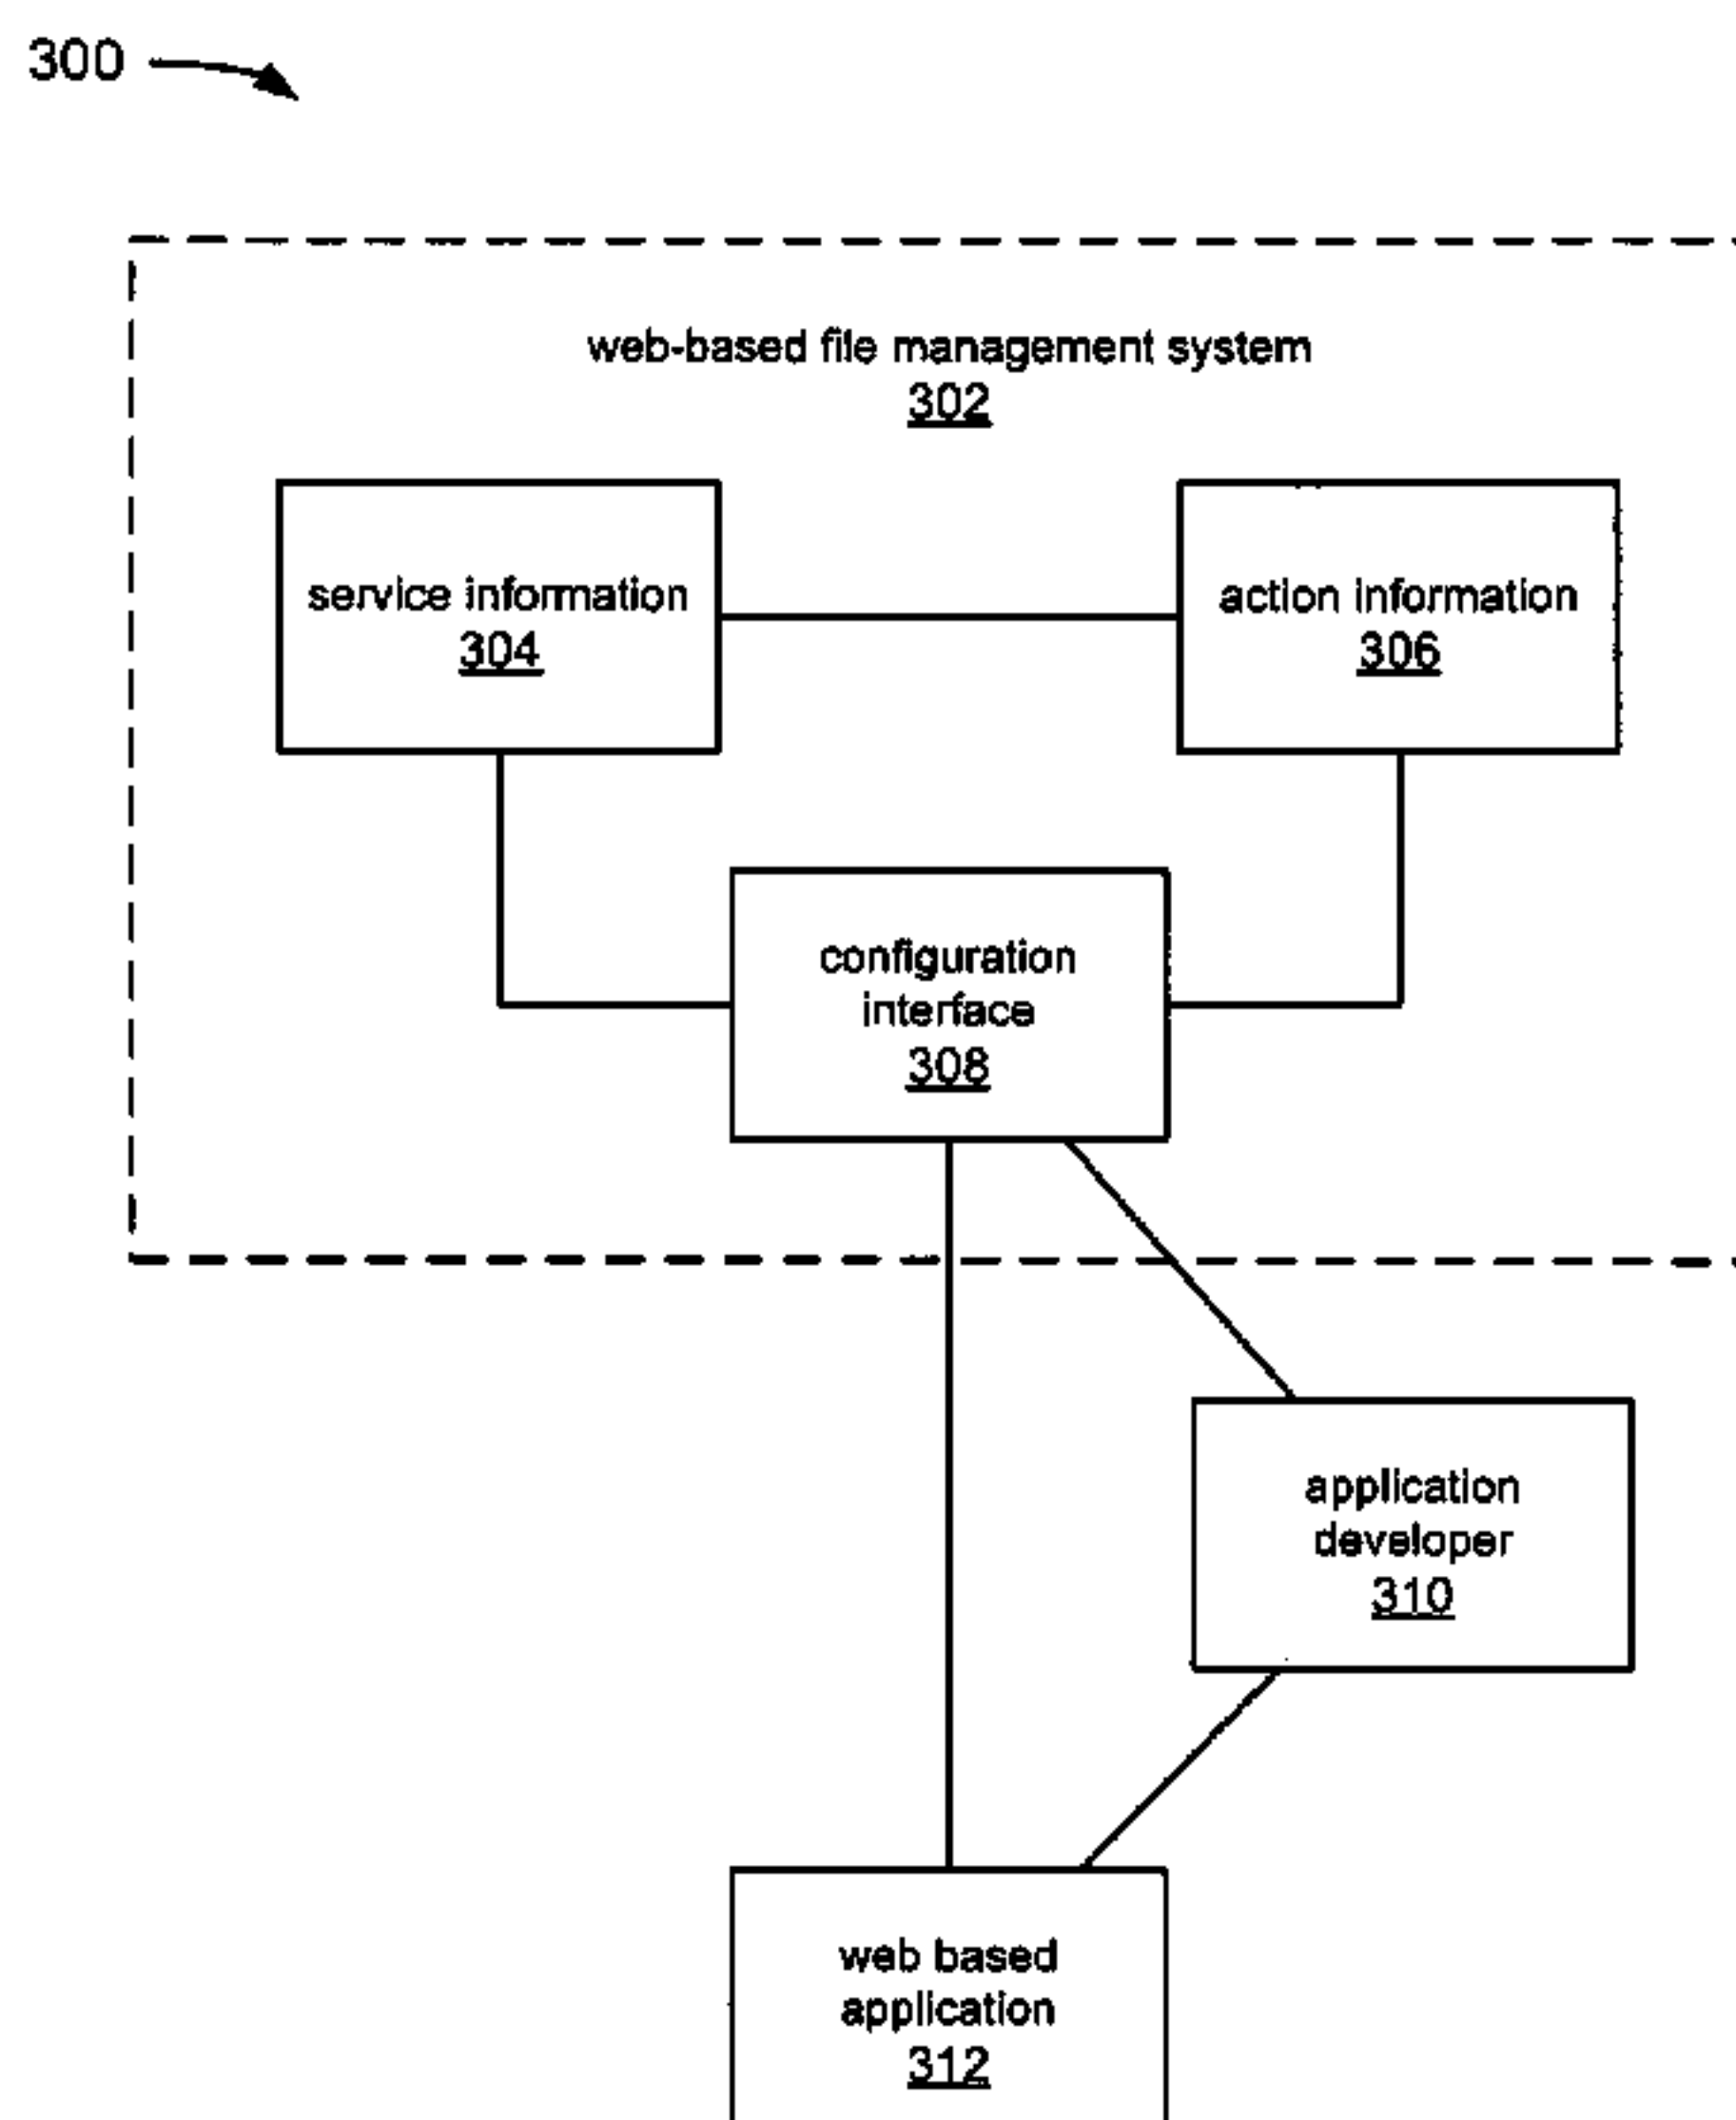 300
web-based file management system
302
service information
304
action information
306
configuration
interface
308
application
developer
310
web based
application
312